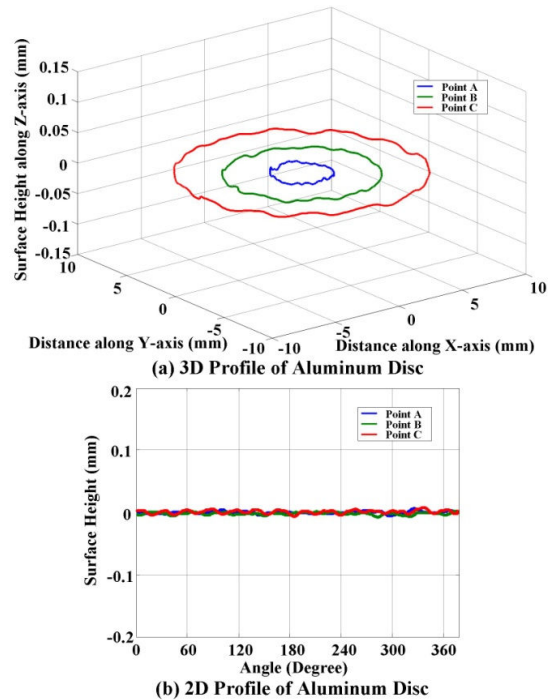 Surface Height along Z-axis (mm)
0.15
0.1
0.05
0
-0.05
-0.1
-0.15
10
5
0
-5
-10
-10
-5
0
5
10
Point A
Point B
Point C
Distance along Y-axis (mm)
Distance along X-axis (mm)
(a) 3D Profile of Aluminum Disc
Surface Height (mm)
0.2
0.1
0
-0.1
-0.2
Point A
Point B
Point C
0 60 120 180 240 300 360
Angle (Degree)
(b) 2D Profile of Aluminum Disc